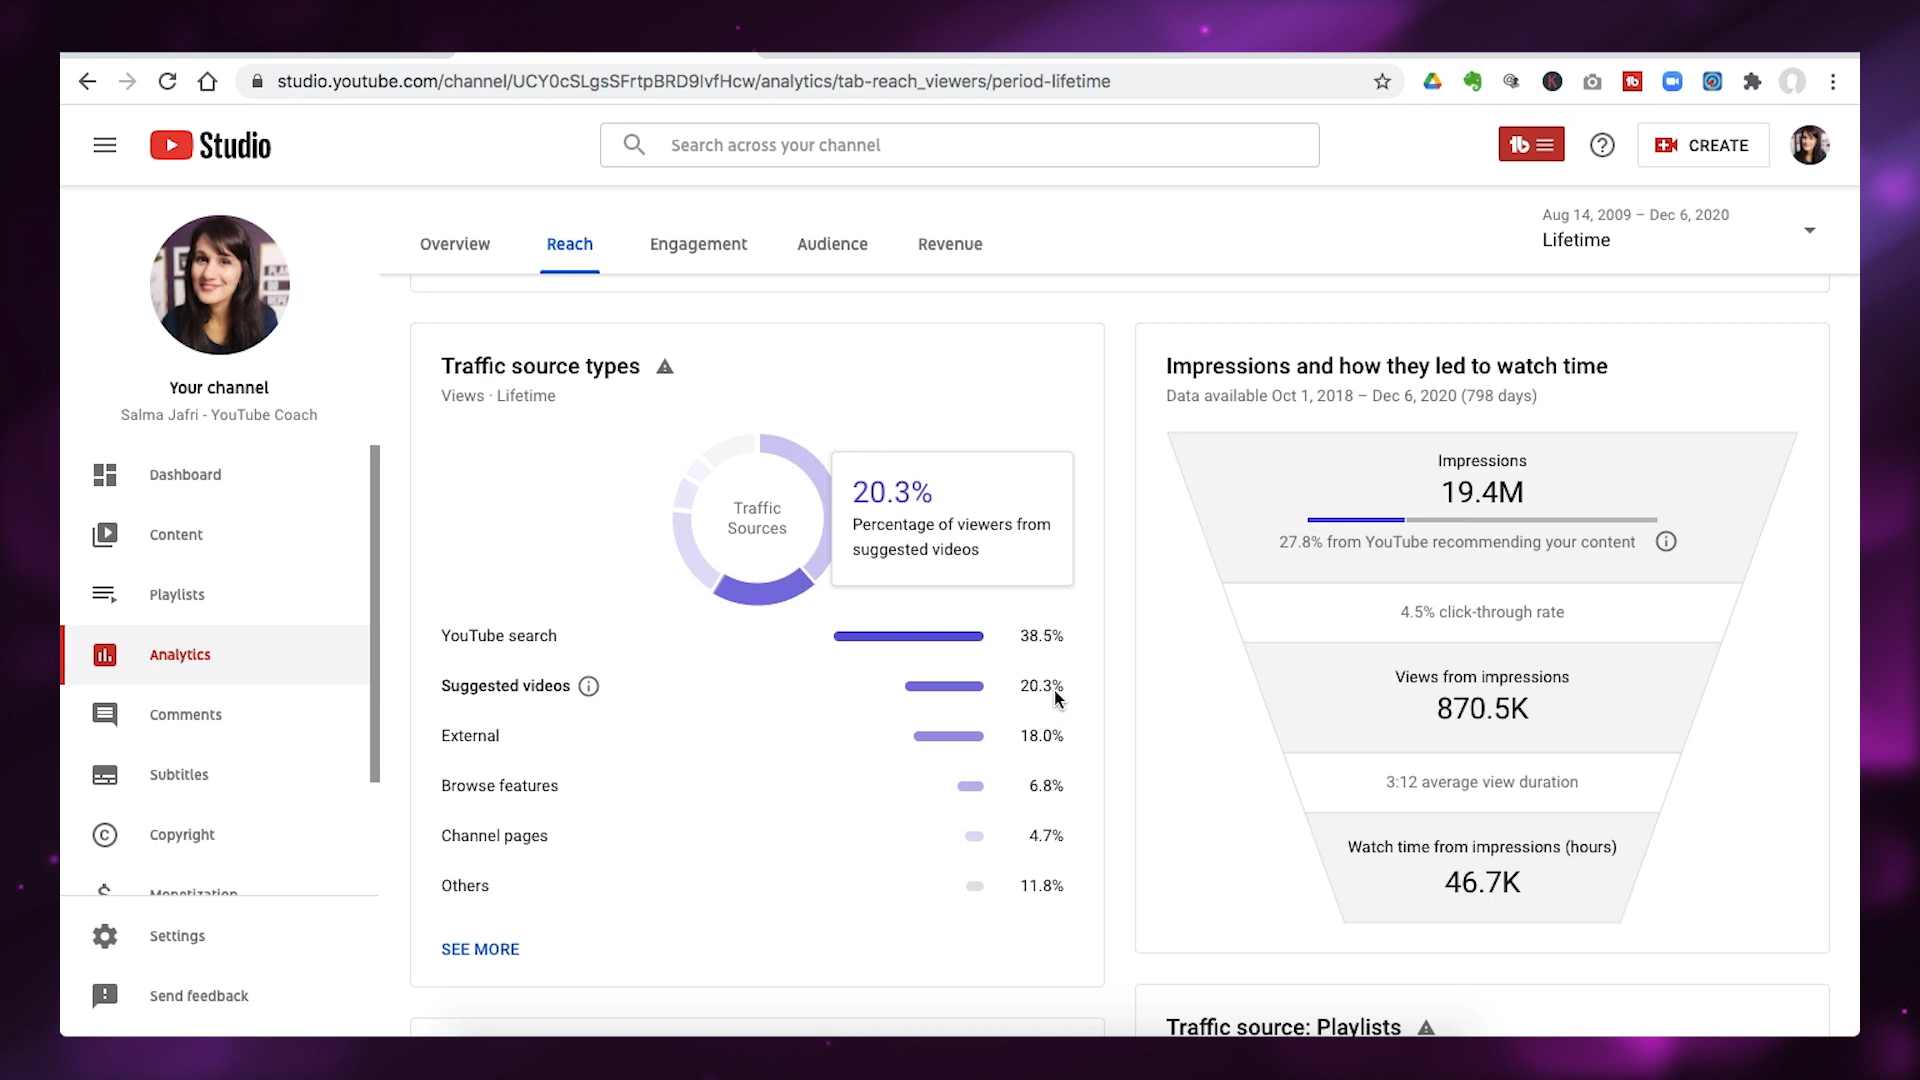 studio.youtube.com/channel/UCY0cSLgsSFrtpBRD9IvfHcw/analytics/tab-reach_viewers/period-lifetime
Studio
Search across your channel
CREATE
Your channel
Salma Jafri - YouTube Coach
Dashboard
Content
Playlists
Analytics
Comments
Subtitles
Copyright
Monetization
Settings
Send feedback
Overview
Reach
Engagement
Audience
Revenue
Aug 14, 2009 – Dec 6, 2020
Lifetime
Traffic source types
Views · Lifetime
Traffic
Sources
20.3%
Percentage of viewers from
suggested videos
YouTube search 38.5%
Suggested videos 20.3%
External 18.0%
Browse features 6.8%
Channel pages 4.7%
Others 11.8%
SEE MORE
Impressions and how they led to watch time
Data available Oct 1, 2018 – Dec 6, 2020 (798 days)
Impressions
19.4M
27.8% from YouTube recommending your content
4.5% click-through rate
Views from impressions
870.5K
3:12 average view duration
Watch time from impressions (hours)
46.7K
Traffic source: Playlists